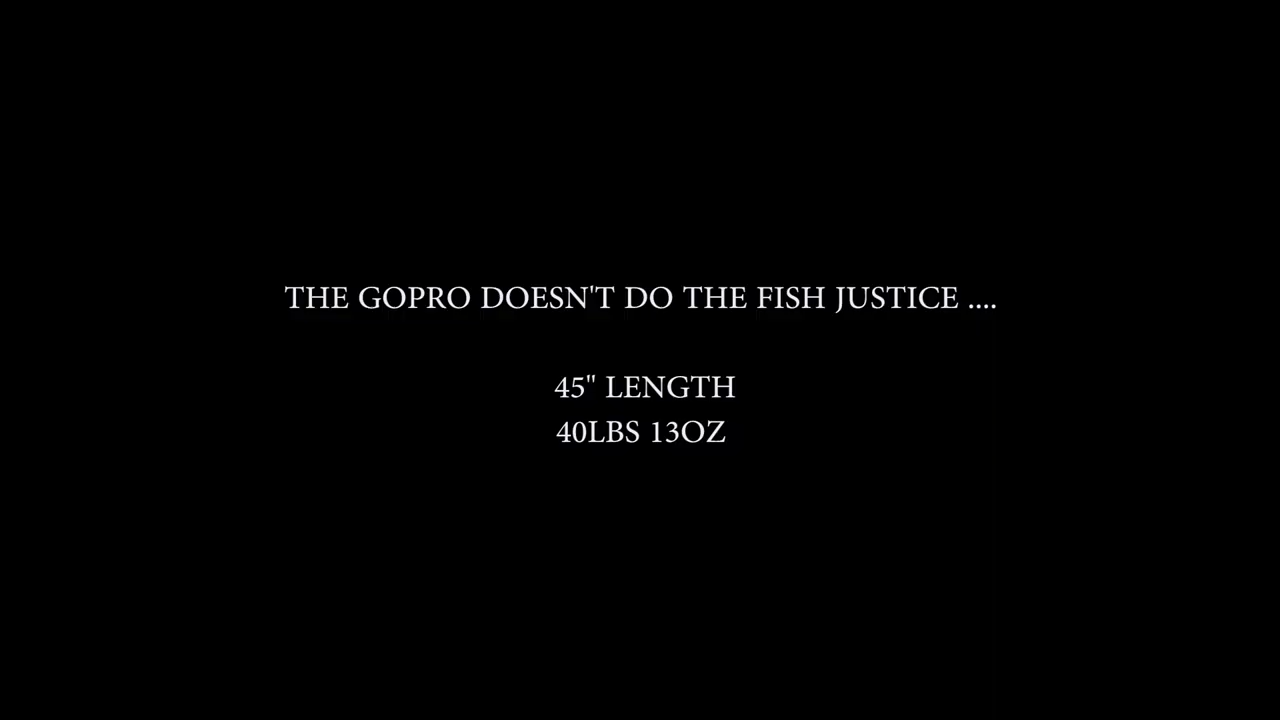 THE GOPRO DOESN'T DO THE FISH JUSTICE ....
45" LENGTH
40LBS 13OZ